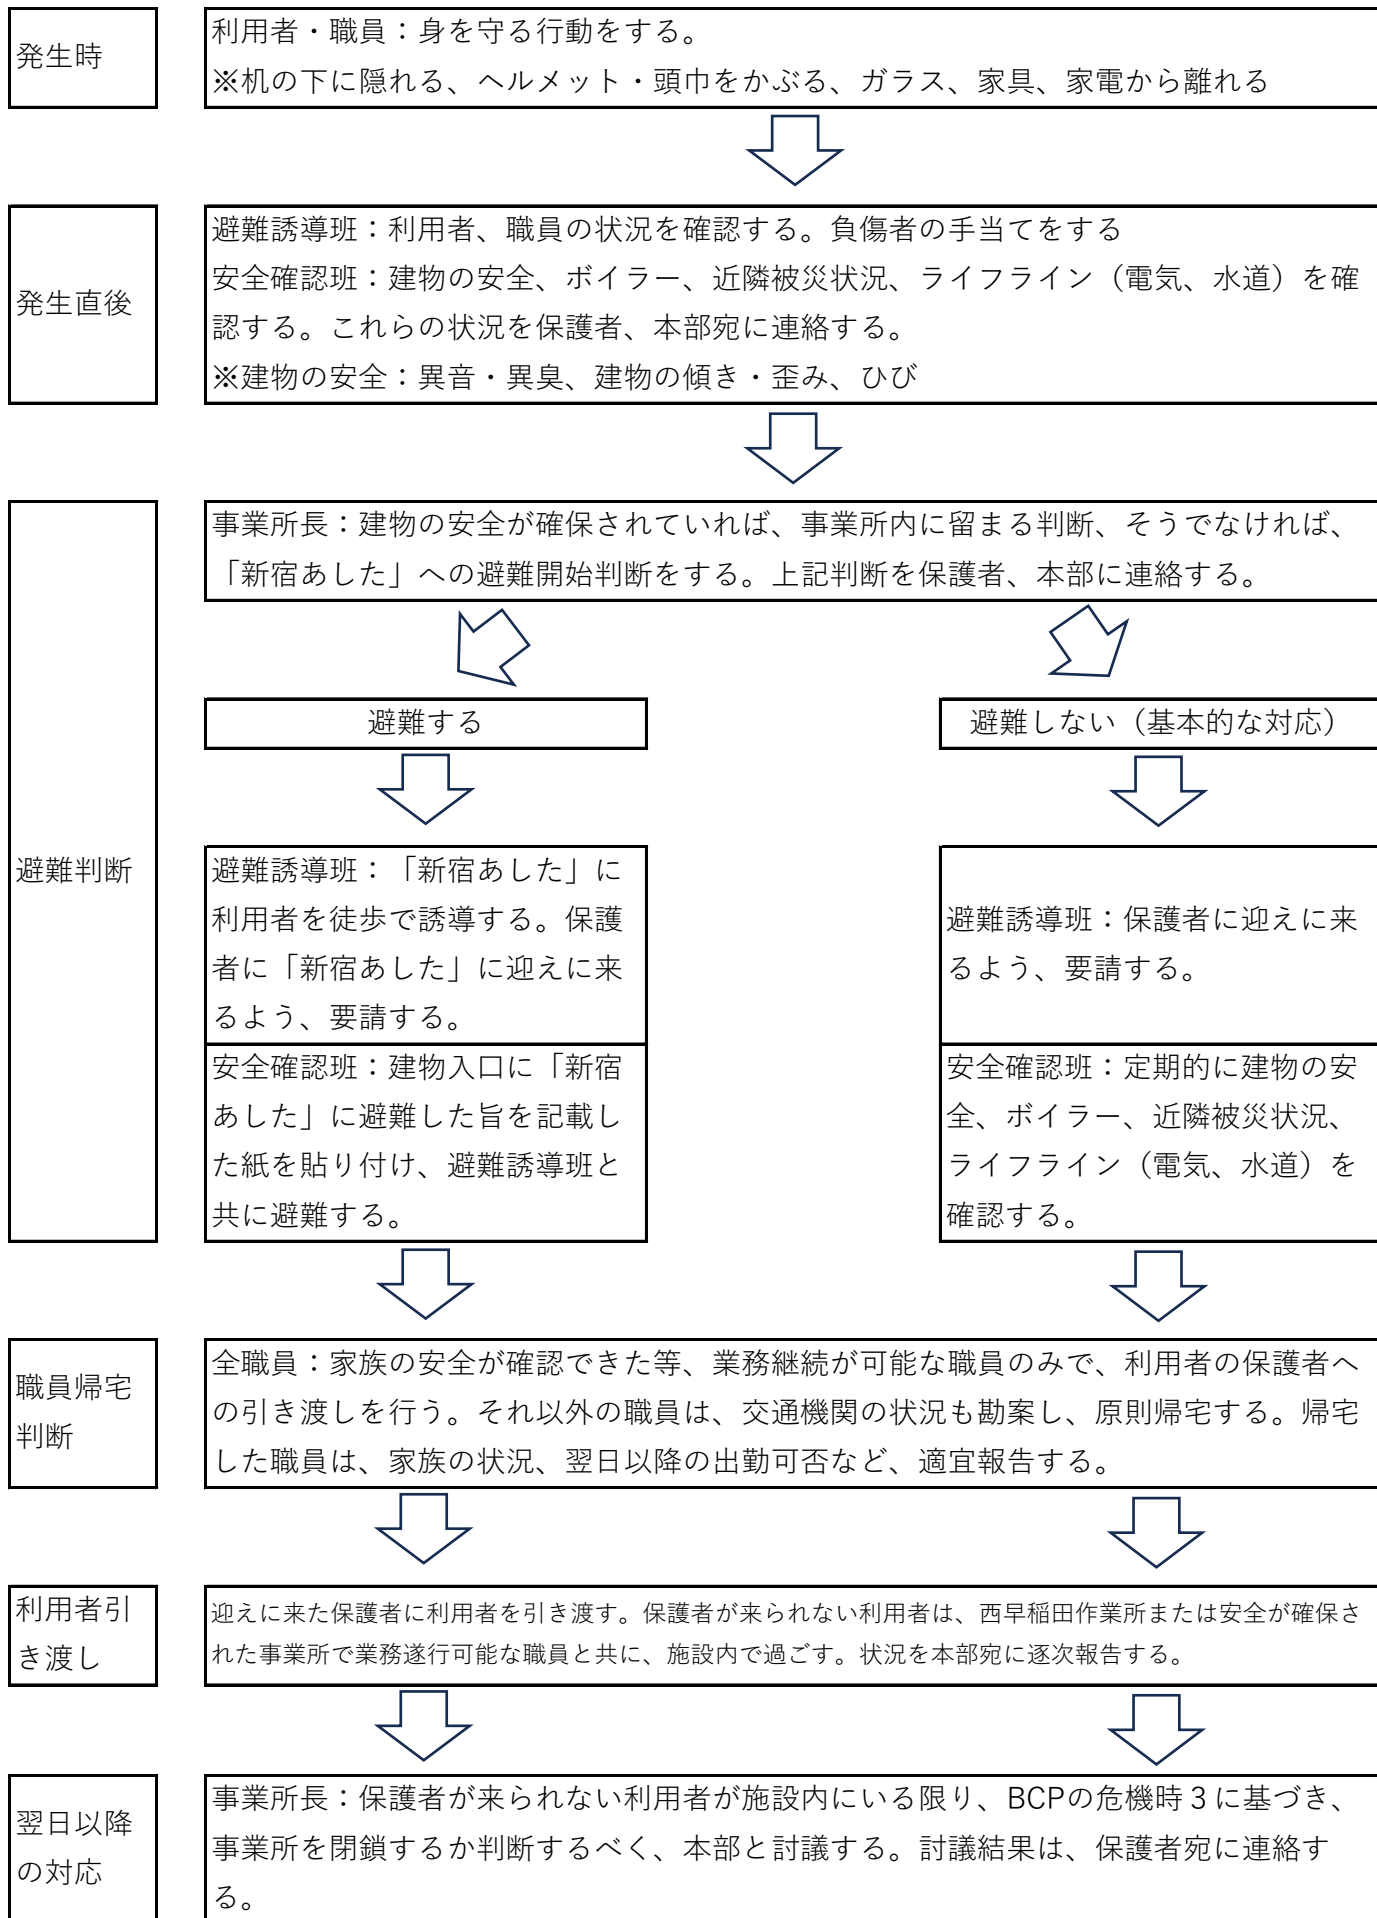 発生時
利用者・職員：身を守る行動をする。
※机の下に隠れる、ヘルメット・頭巾をかぶる、ガラス、家具、家電から離れる
発生直後
避難誘導班：利用者、職員の状況を確認する。負傷者の手当てをする
安全確認班：建物の安全、ボイラー、近隣被災状況、ライフライン（電気、水道）を確
認する。これらの状況を保護者、本部宛に連絡する。
※建物の安全：異音・異臭、建物の傾き・歪み、ひび
避難判断
事業所長：建物の安全が確保されていれば、事業所内に留まる判断、そうでなければ、
「新宿あした」への避難開始判断をする。上記判断を保護者、本部に連絡する。
避難する
避難誘導班：「新宿あした」に
利用者を徒歩で誘導する。保護
者に「新宿あした」に迎えに来
るよう、要請する。
安全確認班：建物入口に「新宿
あした」に避難した旨を記載し
た紙を貼り付け、避難誘導班と
共に避難する。
避難しない（基本的な対応）
避難誘導班：保護者に迎えに来
るよう、要請する。
安全確認班：定期的に建物の安
全、ボイラー、近隣被災状況、
ライフライン（電気、水道）を
確認する。
職員帰宅
判断
全職員：家族の安全が確認できた等、業務継続が可能な職員のみで、利用者の保護者へ
の引き渡しを行う。それ以外の職員は、交通機関の状況も勘案し、原則帰宅する。帰宅
した職員は、家族の状況、翌日以降の出勤可否など、適宜報告する。
利用者引
き渡し
迎えに来た保護者に利用者を引き渡す。保護者が来られない利用者は、西早稲田作業所または安全が確保さ
れた事業所で業務遂行可能な職員と共に、施設内で過ごす。状況を本部宛に逐次報告する。
翌日以降
の対応
事業所長：保護者が来られない利用者が施設内にいる限り、BCPの危機時３に基づき、
事業所を閉鎖するか判断するべく、本部と討議する。討議結果は、保護者宛に連絡す
る。